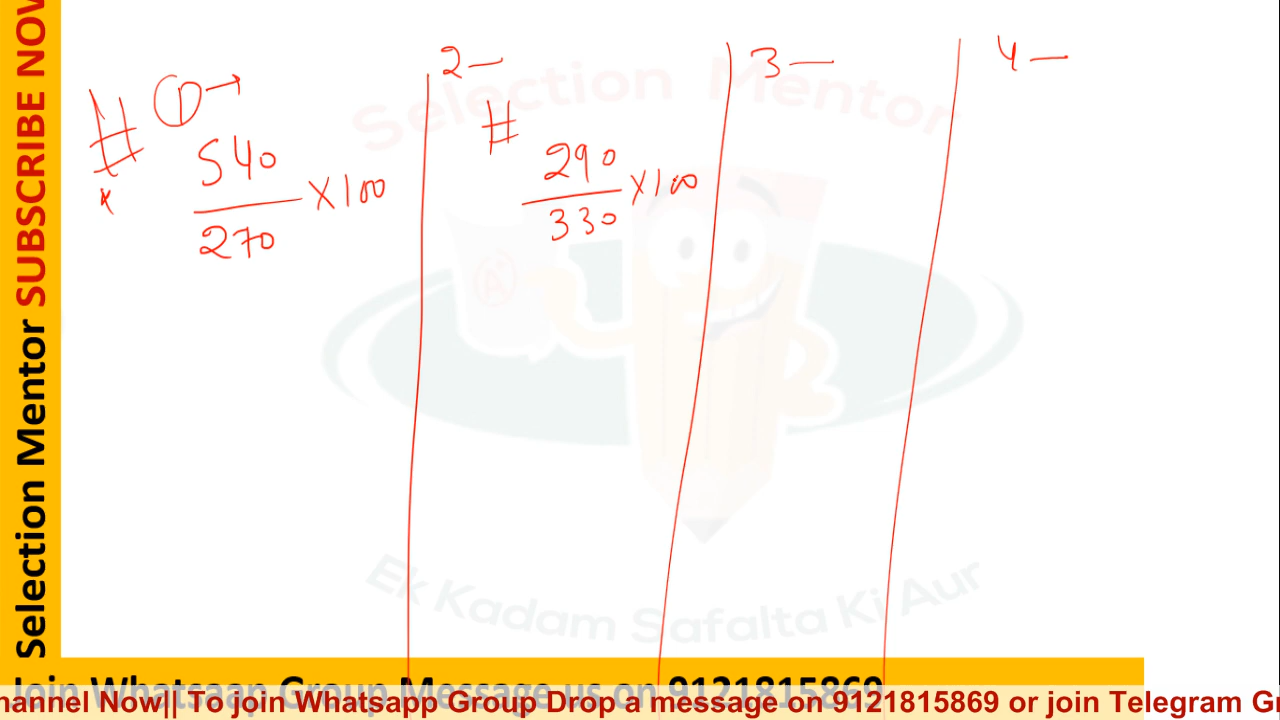 Selection Mentor SUBSCRIBE NOW
# ① →
540
270
×100
2 —
#
290
330
×100
3 —
4 —
Selection Mentor
A+
Ek Kadam Safalta Ki Aur
Join Whatsaap Group Message us on 9121815869
hannel Now|| To join Whatsapp Group Drop a message on 9121815869 or join Telegram G